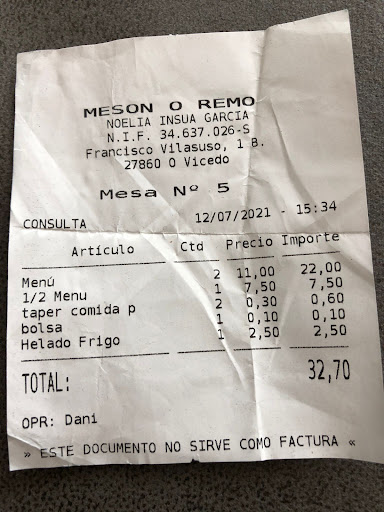 MESON O REMO
NOELIA INSUA GARCIA
N.I.F. 34.637.026-S
Francisco Vilasuso, 1 B.
27860 O Vicedo
Mesa Nº 5
CONSULTA 12/07/2021 - 15:34
Artículo Ctd Precio Importe
Menú 2 11,00 22,00
1/2 Menu 1 7,50 7,50
taper comida p 2 0,30 0,60
bolsa 1 0,10 0,10
Helado Frigo 1 2,50 2,50
TOTAL: 32,70
OPR: Dani
» ESTE DOCUMENTO NO SIRVE COMO FACTURA «